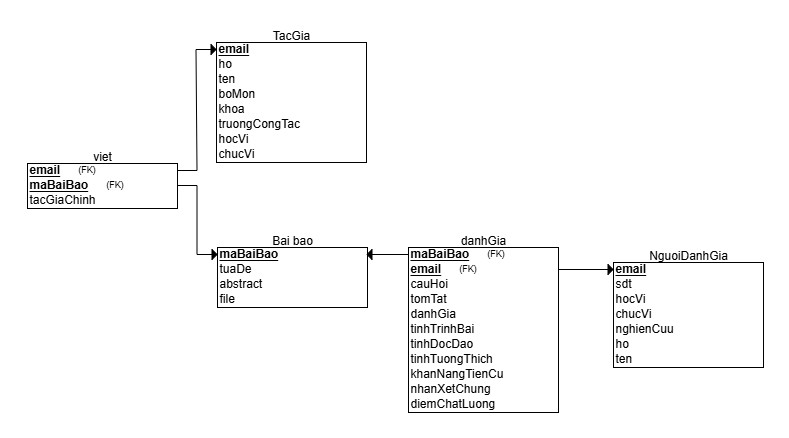 TacGia
email
ho
ten
boMon
khoa
truongCongTac
hocVi
chucVi
viet
email (FK)
maBaiBao (FK)
tacGiaChinh
Bai bao
maBaiBao
tuaDe
abstract
file
danhGia
maBaiBao (FK)
email (FK)
cauHoi
tomTat
danhGia
tinhTrinhBai
tinhDocDao
tinhTuongThich
khanNangTienCu
nhanXetChung
diemChatLuong
NguoiDanhGia
email
sdt
hocVi
chucVi
nghienCuu
ho
ten